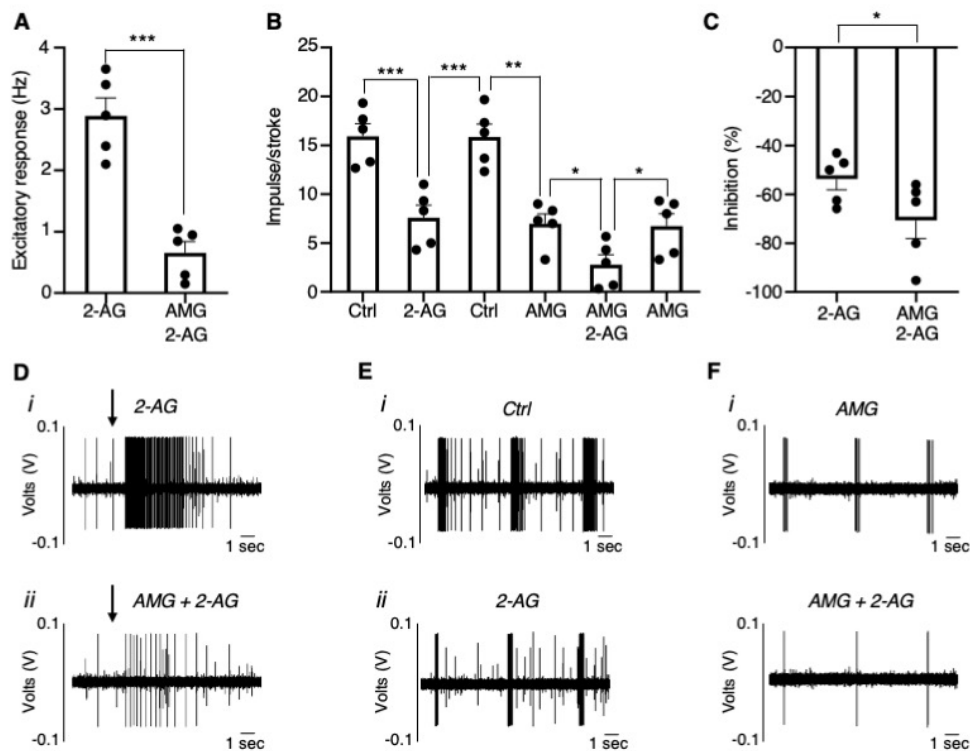 A
Excitatory response (Hz)
4
3
2
1
0
***
2-AG
AMG
2-AG
B
Impulse/stroke
25
20
15
10
5
0
***
***
**
*
*
Ctrl
2-AG
Ctrl
AMG
AMG
2-AG
AMG
C
Inhibition (%)
0
-20
-40
-60
-80
-100
*
2-AG
AMG
2-AG
D
i
2-AG
0.1
Volts (V)
-0.1
1 sec
ii
AMG + 2-AG
0.1
Volts (V)
-0.1
1 sec
E
i
Ctrl
0.1
Volts (V)
-0.1
1 sec
ii
2-AG
0.1
Volts (V)
-0.1
1 sec
F
i
AMG
0.1
Volts (V)
-0.1
1 sec
AMG + 2-AG
0.1
Volts (V)
-0.1
1 sec